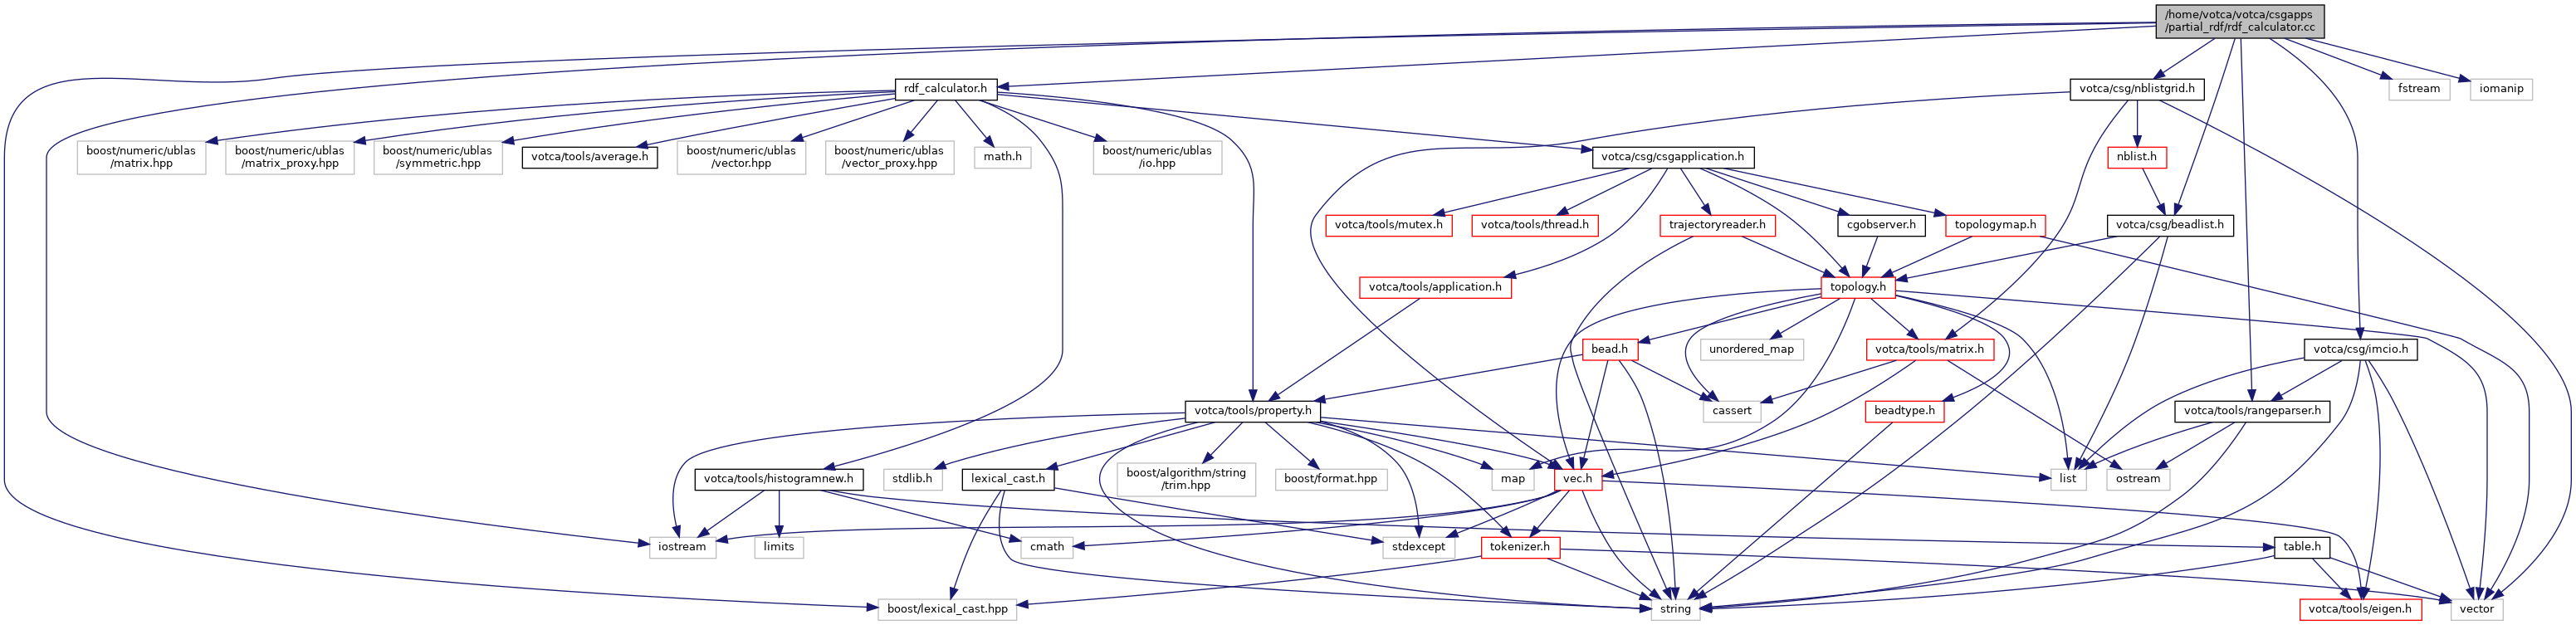 /home/votca/votca/csgapps
/partial_rdf/rdf_calculator.cc
rdf_calculator.h
votca/csg/nblistgrid.h
fstream
iomanip
boost/numeric/ublas
/matrix.hpp
boost/numeric/ublas
/matrix_proxy.hpp
boost/numeric/ublas
/symmetric.hpp
votca/tools/average.h
boost/numeric/ublas
/vector.hpp
boost/numeric/ublas
/vector_proxy.hpp
math.h
boost/numeric/ublas
/io.hpp
votca/csg/csgapplication.h
nblist.h
votca/tools/mutex.h
votca/tools/thread.h
trajectoryreader.h
cgobserver.h
topologymap.h
votca/csg/beadlist.h
votca/tools/application.h
topology.h
bead.h
unordered_map
votca/tools/matrix.h
votca/csg/imcio.h
votca/tools/property.h
cassert
beadtype.h
votca/tools/rangeparser.h
votca/tools/histogramnew.h
stdlib.h
lexical_cast.h
boost/algorithm/string
/trim.hpp
boost/format.hpp
map
vec.h
list
ostream
iostream
limits
cmath
stdexcept
tokenizer.h
table.h
boost/lexical_cast.hpp
string
votca/tools/eigen.h
vector